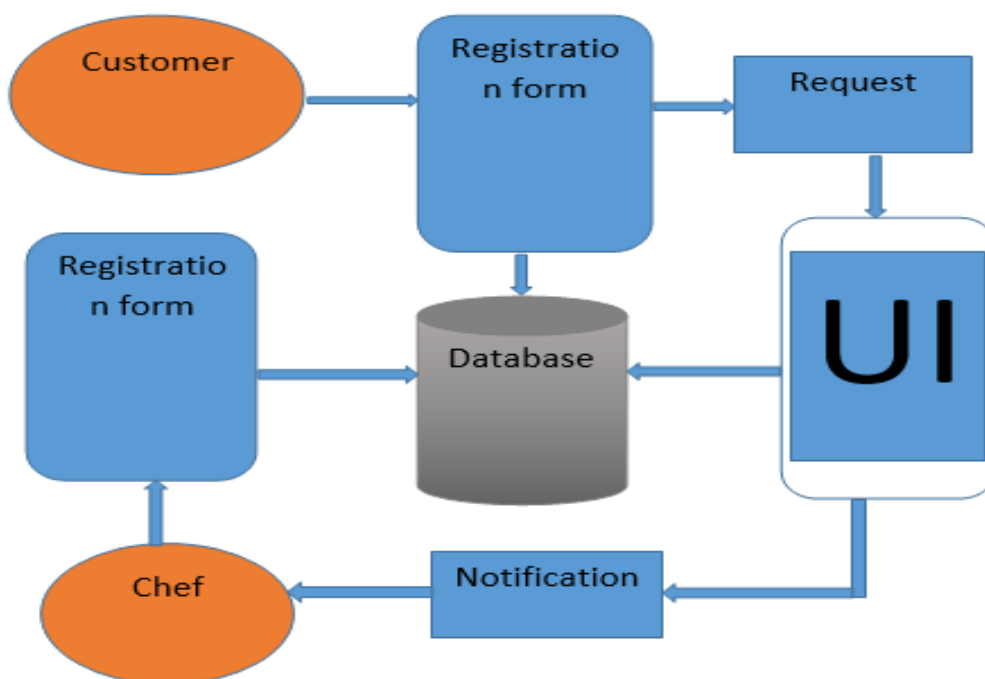 Customer
Registratio
n form
Request
Registratio
n form
Database
UI
Chef
Notification